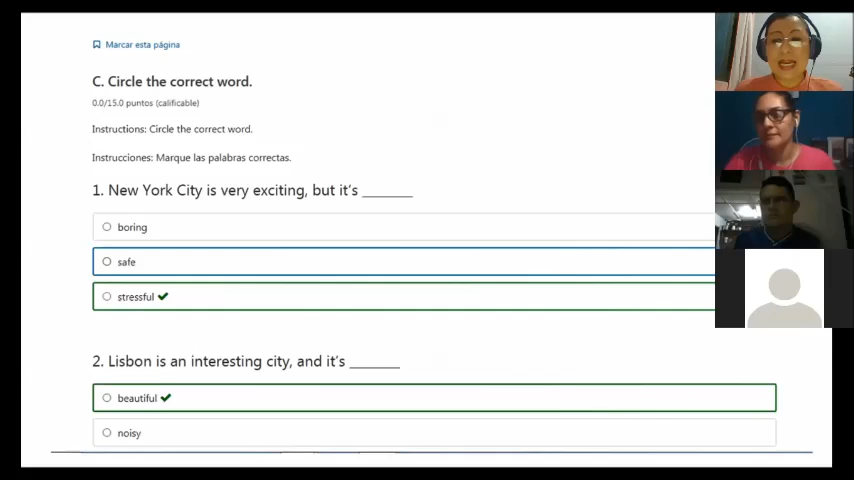 Marcar esta página
C. Circle the correct word.
0.0/15.0 puntos (calificable)
Instructions: Circle the correct word.
Instrucciones: Marque las palabras correctas.
1. New York City is very exciting, but it's _______
boring
safe
stressful
2. Lisbon is an interesting city, and it's _______
beautiful
noisy